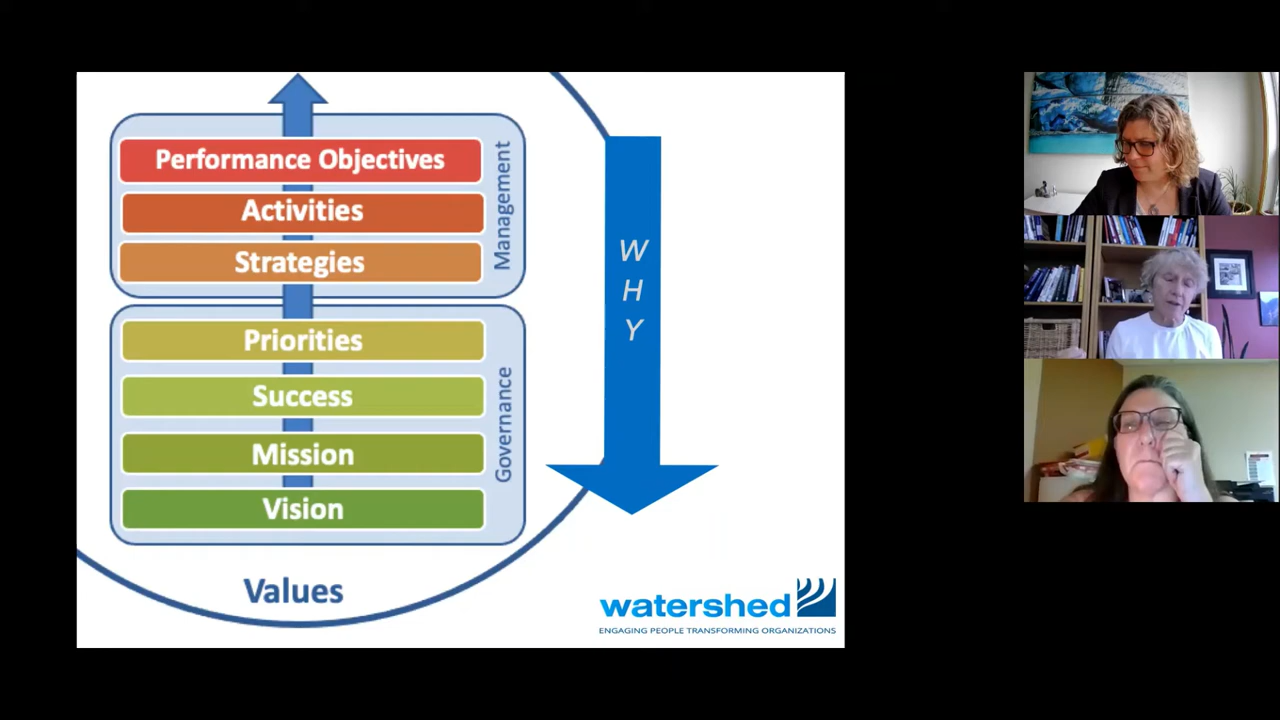 Performance Objectives
Activities
Strategies
Management
Priorities
Success
Mission
Vision
Governance
Values
W
H
Y
watershed
ENGAGING PEOPLE TRANSFORMING ORGANIZATIONS